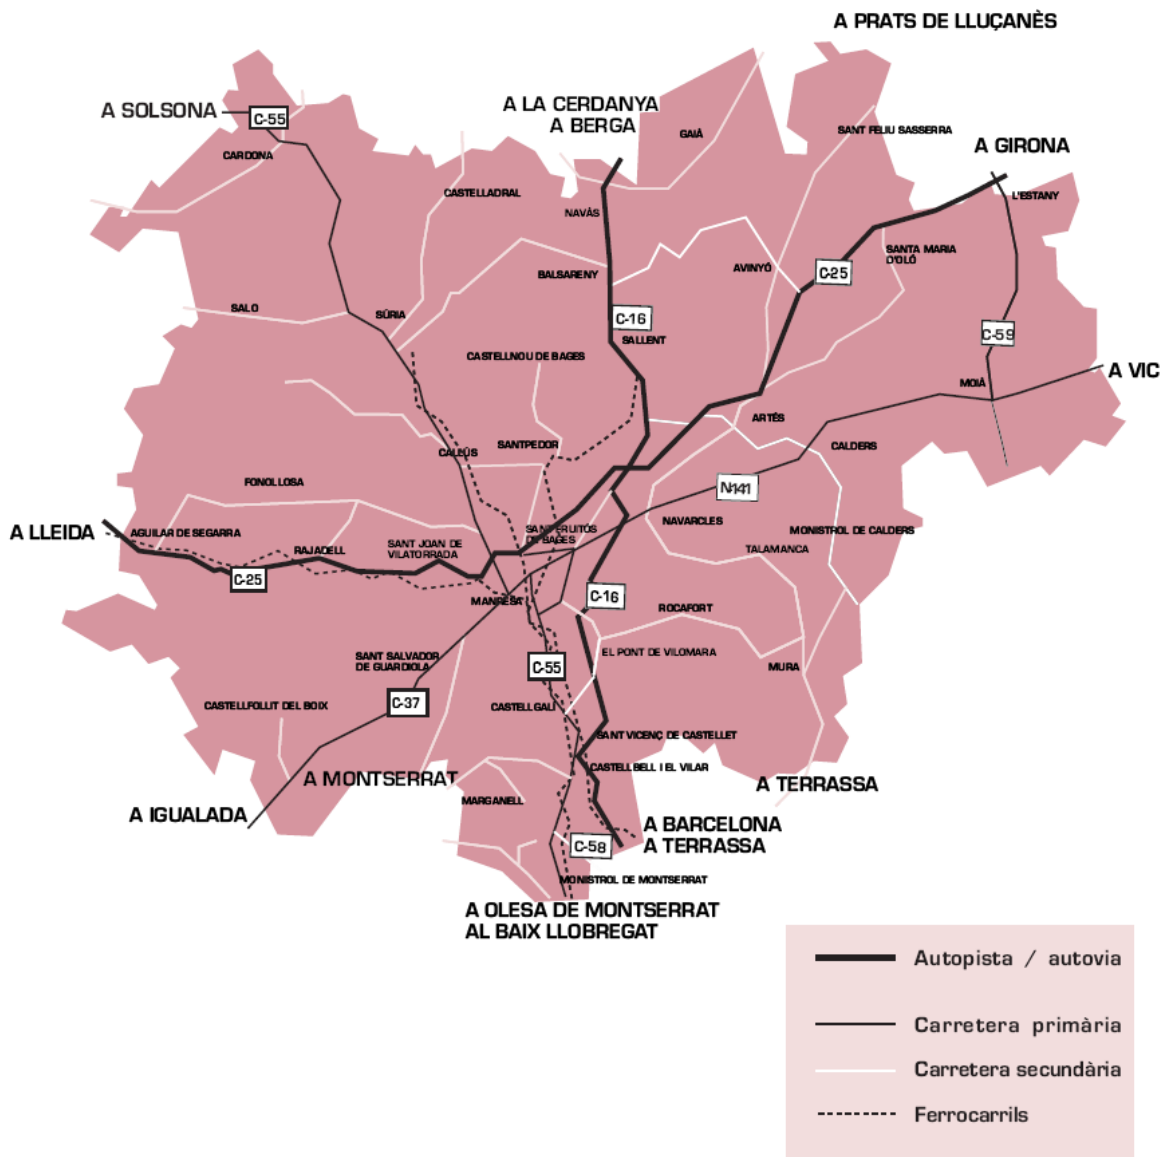 A PRATS DE LLUÇANÈS
A SOLSONA
C-55
A LA CERDANYA
A BERGA
GAIÀ
SANT FELIU SASSERRA
A GIRONA
CARDONA
CASTELLADRAL
L'ESTANY
NAVÀS
SANTA MARIA
D'OLÓ
BALSARENY
AVINYÓ
C-25
SALO
SÚRIA
C-16
SALLENT
C-59
CASTELLNOU DE BAGES
MOIÀ
A VIC
ARTÉS
CALLÚS
SANTPEDOR
CALDERS
FONOLLOSA
N-141
NAVARCLES
A LLEIDA
AGUILAR DE SEGARRA
RAJADELL
SANT JOAN DE
VILATORRADA
SANT FRUITÓS
DE BAGES
MONISTROL DE CALDERS
TALAMANCA
C-25
MANRESA
C-16
ROCAFORT
SANT SALVADOR
DE GUARDIOLA
C-55
EL PONT DE VILOMARA
MURA
CASTELLFOLLIT DEL BOIX
C-37
CASTELLGALÍ
SANT VICENÇ DE CASTELLET
CASTELLBELL I EL VILAR
A MONTSERRAT
A TERRASSA
MARGANELL
A IGUALADA
A BARCELONA
A TERRASSA
C-58
MONISTROL DE MONTSERRAT
A OLESA DE MONTSERRAT
AL BAIX LLOBREGAT
Autopista / autovia
Carretera primària
Carretera secundària
Ferrocarrils